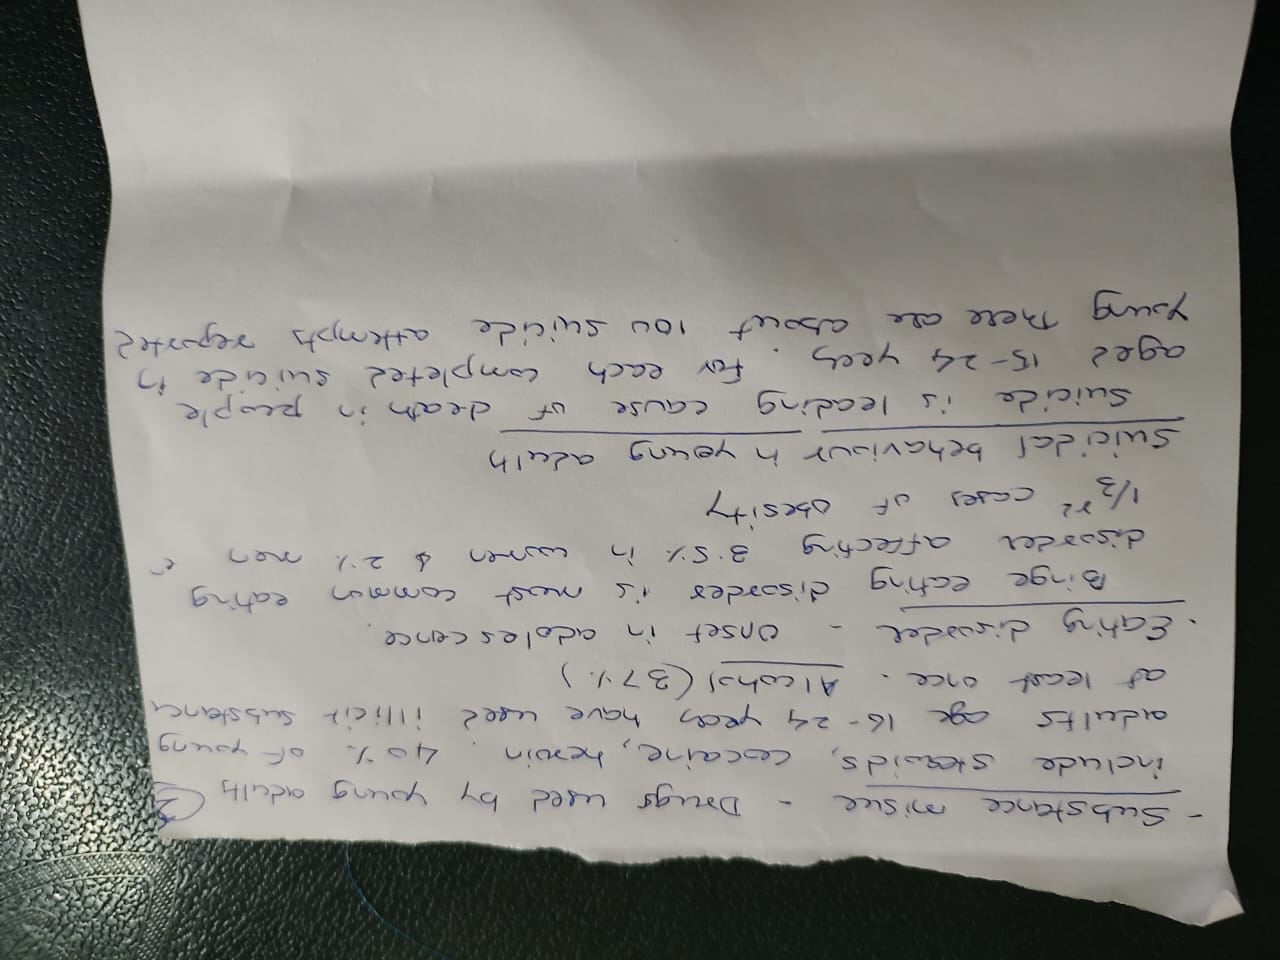 - Substance misue - Drugs used by young adults (2)
include steroids, cocaine, heroin. 40% of young
adults age 16-24 years have used illicit substance
at least once. Alcohol (37%)
. Eating disorder - onset in adolescence.
Binge eating disorder is most common eating
disorder affecting 3.5% in women & 2% men
1/3rd cases of obesity
Suicidal behaviour in young adults
Suicide is leading cause of death in people
aged 15-24 years. For each completed suicide in
young There are about 100 suicide attempts reported